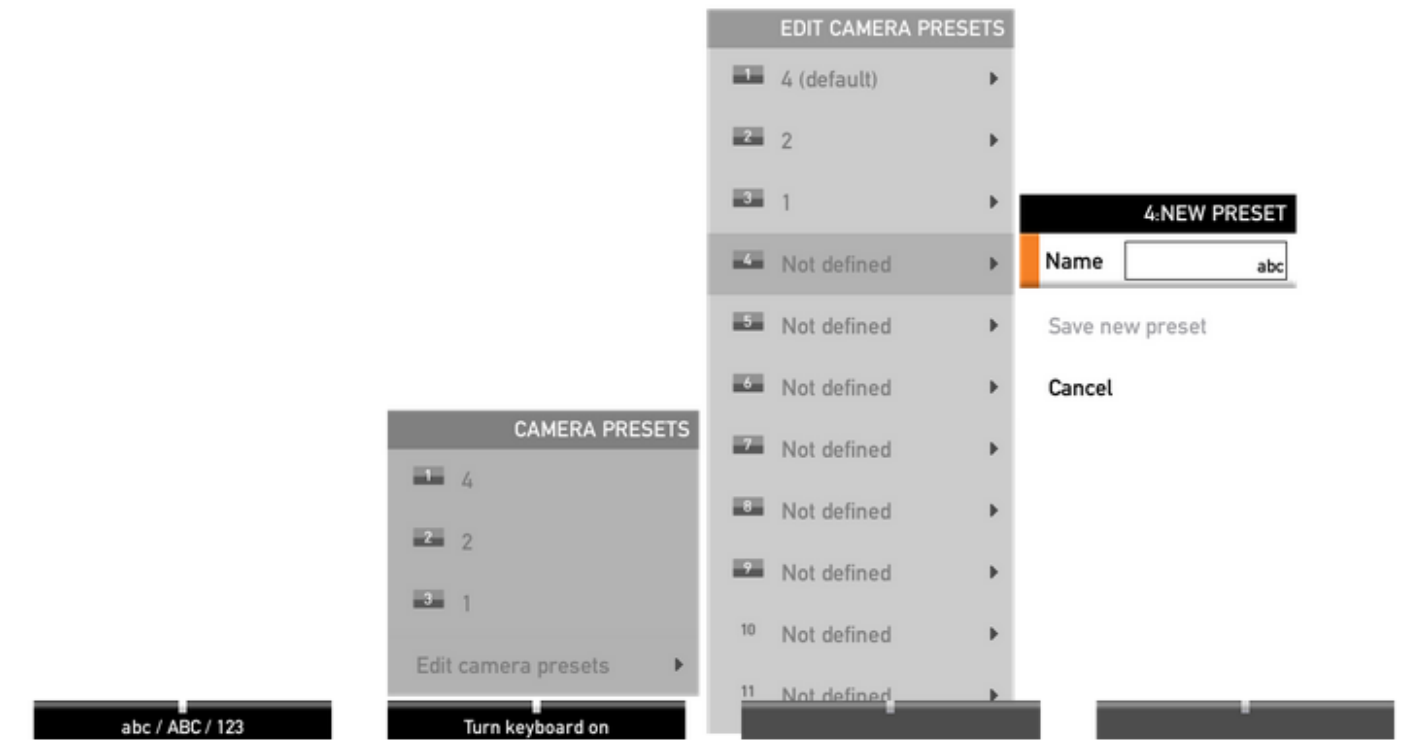 EDIT CAMERA PRESETS
1 4 (default)
2 2
3 1
4 Not defined
5 Not defined
6 Not defined
7 Not defined
8 Not defined
9 Not defined
10 Not defined
11 Not defined
4:NEW PRESET
Name abc
Save new preset
Cancel
CAMERA PRESETS
1 4
2 2
3 1
Edit camera presets
abc / ABC / 123
Turn keyboard on